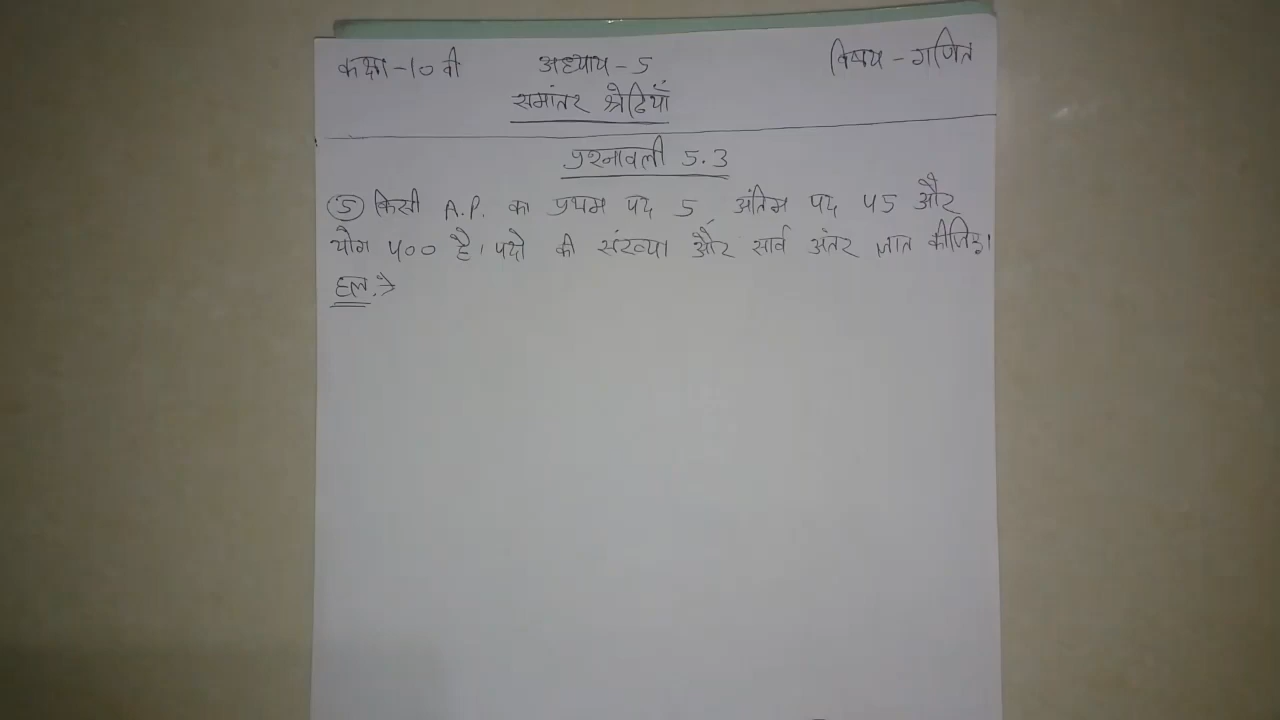 कक्षा-10 वी अध्याय-5 विषय-गणित
समांतर श्रेढियाँ
प्रश्नावली 5.3
(5) किसी A.P. का प्रथम पद 5, अंतिम पद 45 और
योग 400 है। पदो की संख्या और सार्व अंतर ज्ञात कीजिए।
हल.→